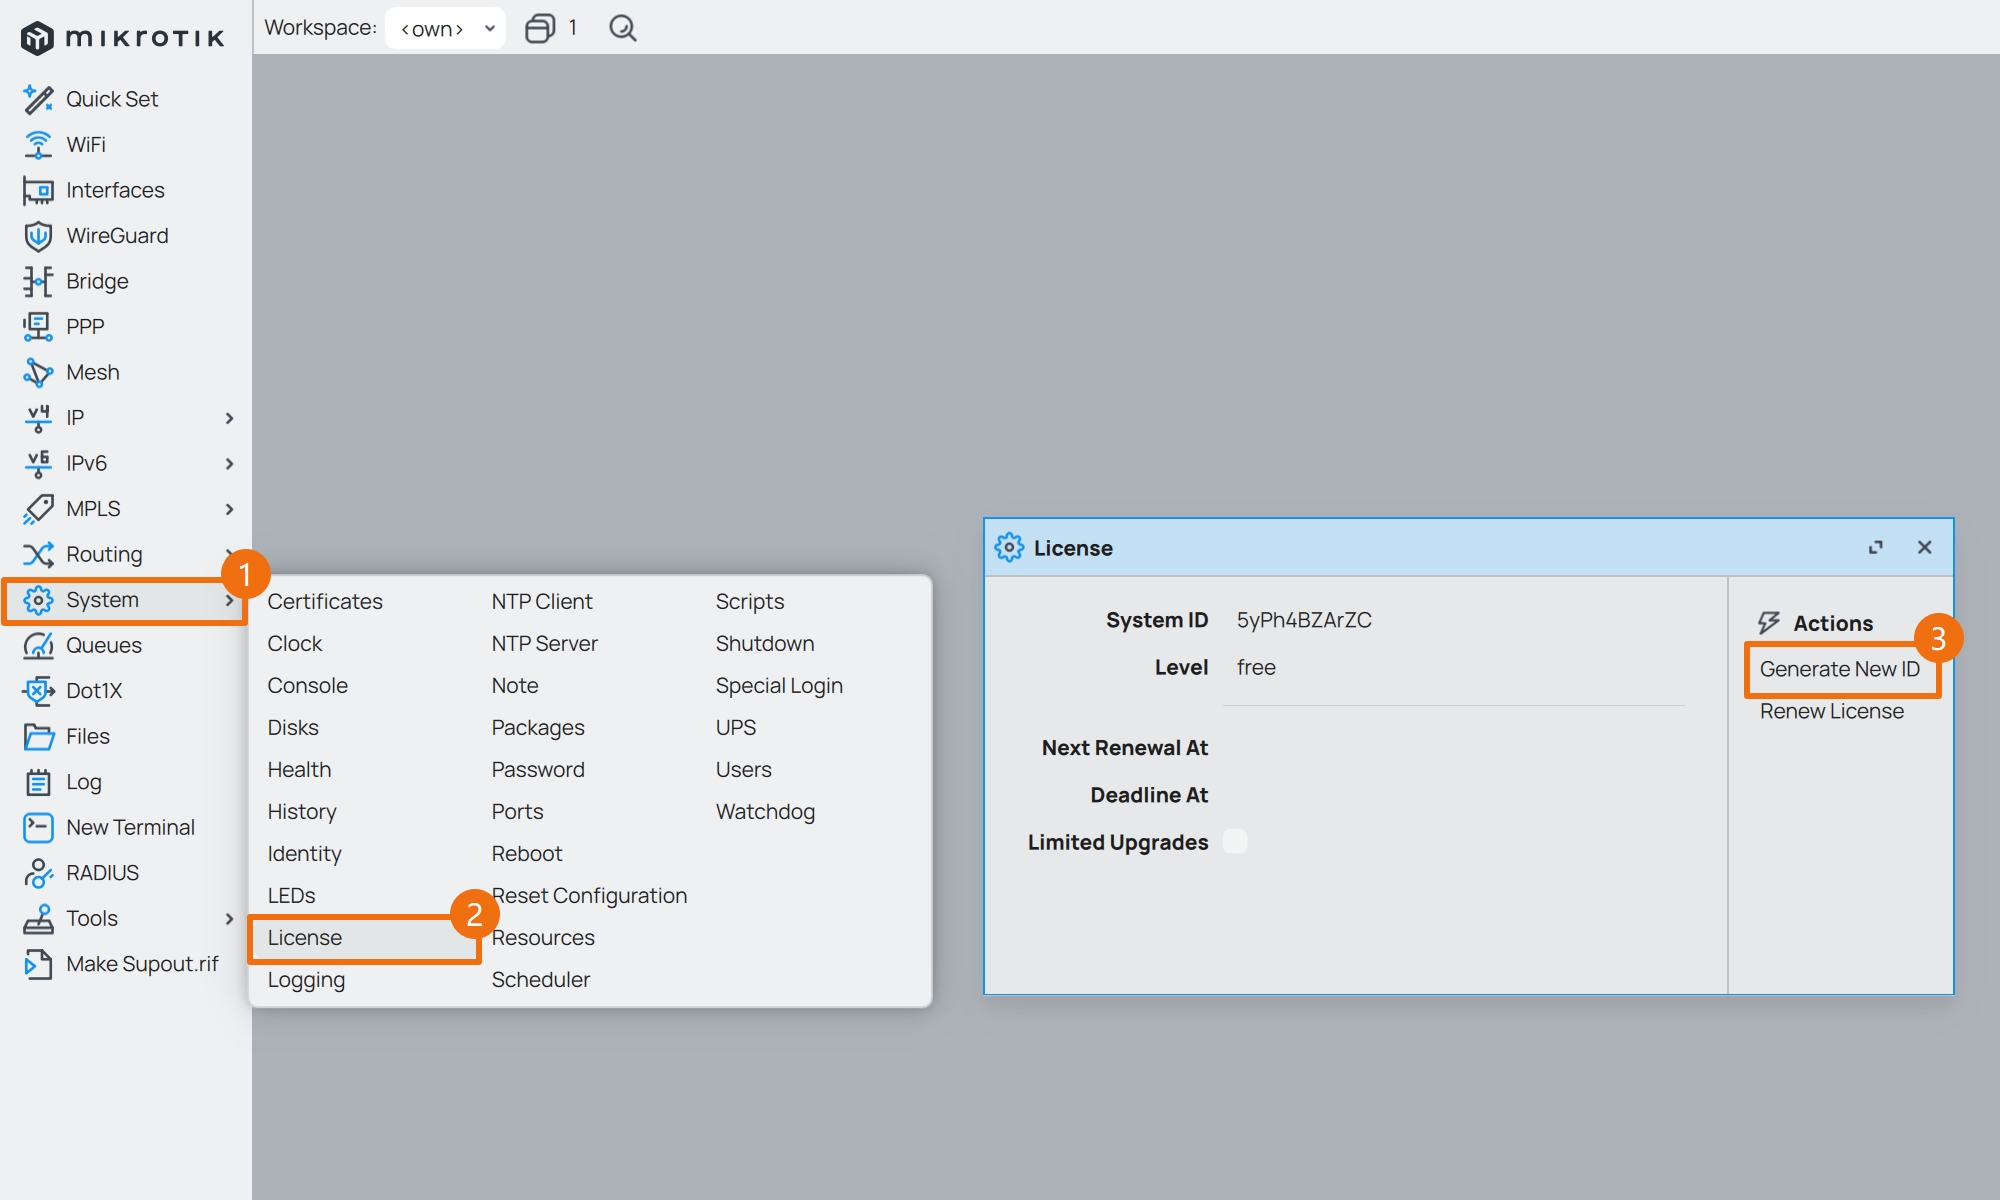 mikrotik
Workspace: <own> 1
Quick Set
WiFi
Interfaces
WireGuard
Bridge
PPP
Mesh
v4 IP
v6 IPv6
MPLS
Routing
1
System
Queues
Dot1X
Files
Log
New Terminal
RADIUS
Tools
Make Supout.rif
Certificates
Clock
Console
Disks
Health
History
Identity
LEDs
License
Logging
2
NTP Client
NTP Server
Note
Packages
Password
Ports
Reboot
Reset Configuration
Resources
Scheduler
Scripts
Shutdown
Special Login
UPS
Users
Watchdog
License
System ID 5yPh4BZArZC
Level free
Next Renewal At
Deadline At
Limited Upgrades
Actions
3
Generate New ID
Renew License